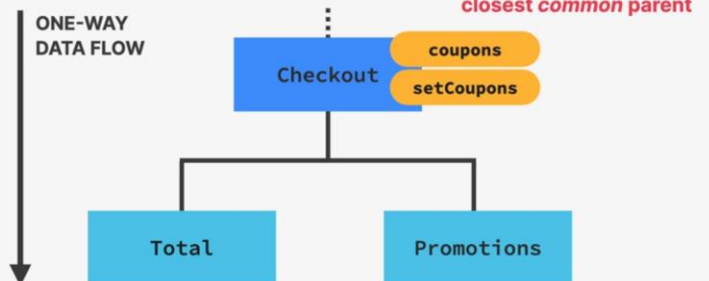 closest common parent
ONE-WAY
DATA FLOW
coupons
Checkout
setCoupons
Total
Promotions